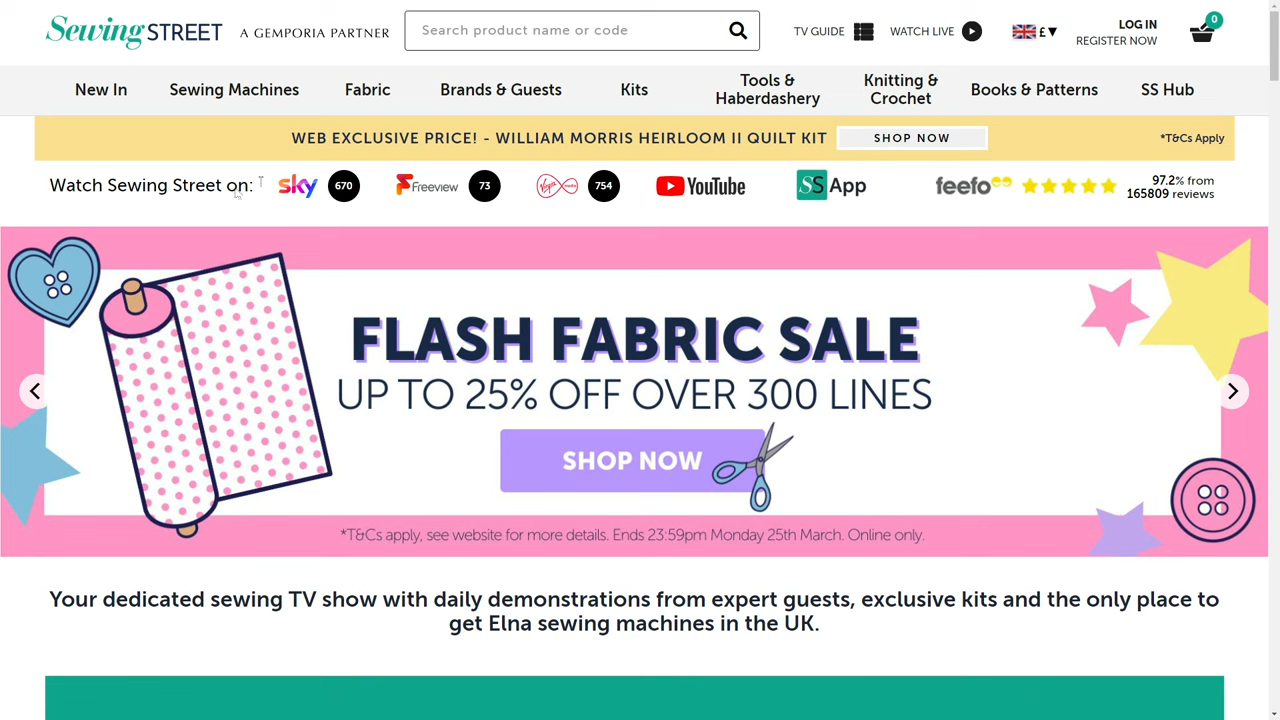 Sewing STREET A GEMPORIA PARTNER
Search product name or code
TV GUIDE
WATCH LIVE
£▼
LOG IN
REGISTER NOW
0
New In
Sewing Machines
Fabric
Brands & Guests
Kits
Tools &
Haberdashery
Knitting &
Crochet
Books & Patterns
SS Hub
WEB EXCLUSIVE PRICE! - WILLIAM MORRIS HEIRLOOM II QUILT KIT
SHOP NOW
*T&Cs Apply
Watch Sewing Street on:
sky
670
Freeview
73
Virgin media
754
YouTube
SS App
feefo
97.2% from
165809 reviews
FLASH FABRIC SALE
UP TO 25% OFF OVER 300 LINES
SHOP NOW
*T&Cs apply, see website for more details. Ends 23:59pm Monday 25th March. Online only.
Your dedicated sewing TV show with daily demonstrations from expert guests, exclusive kits and the only place to
get Elna sewing machines in the UK.